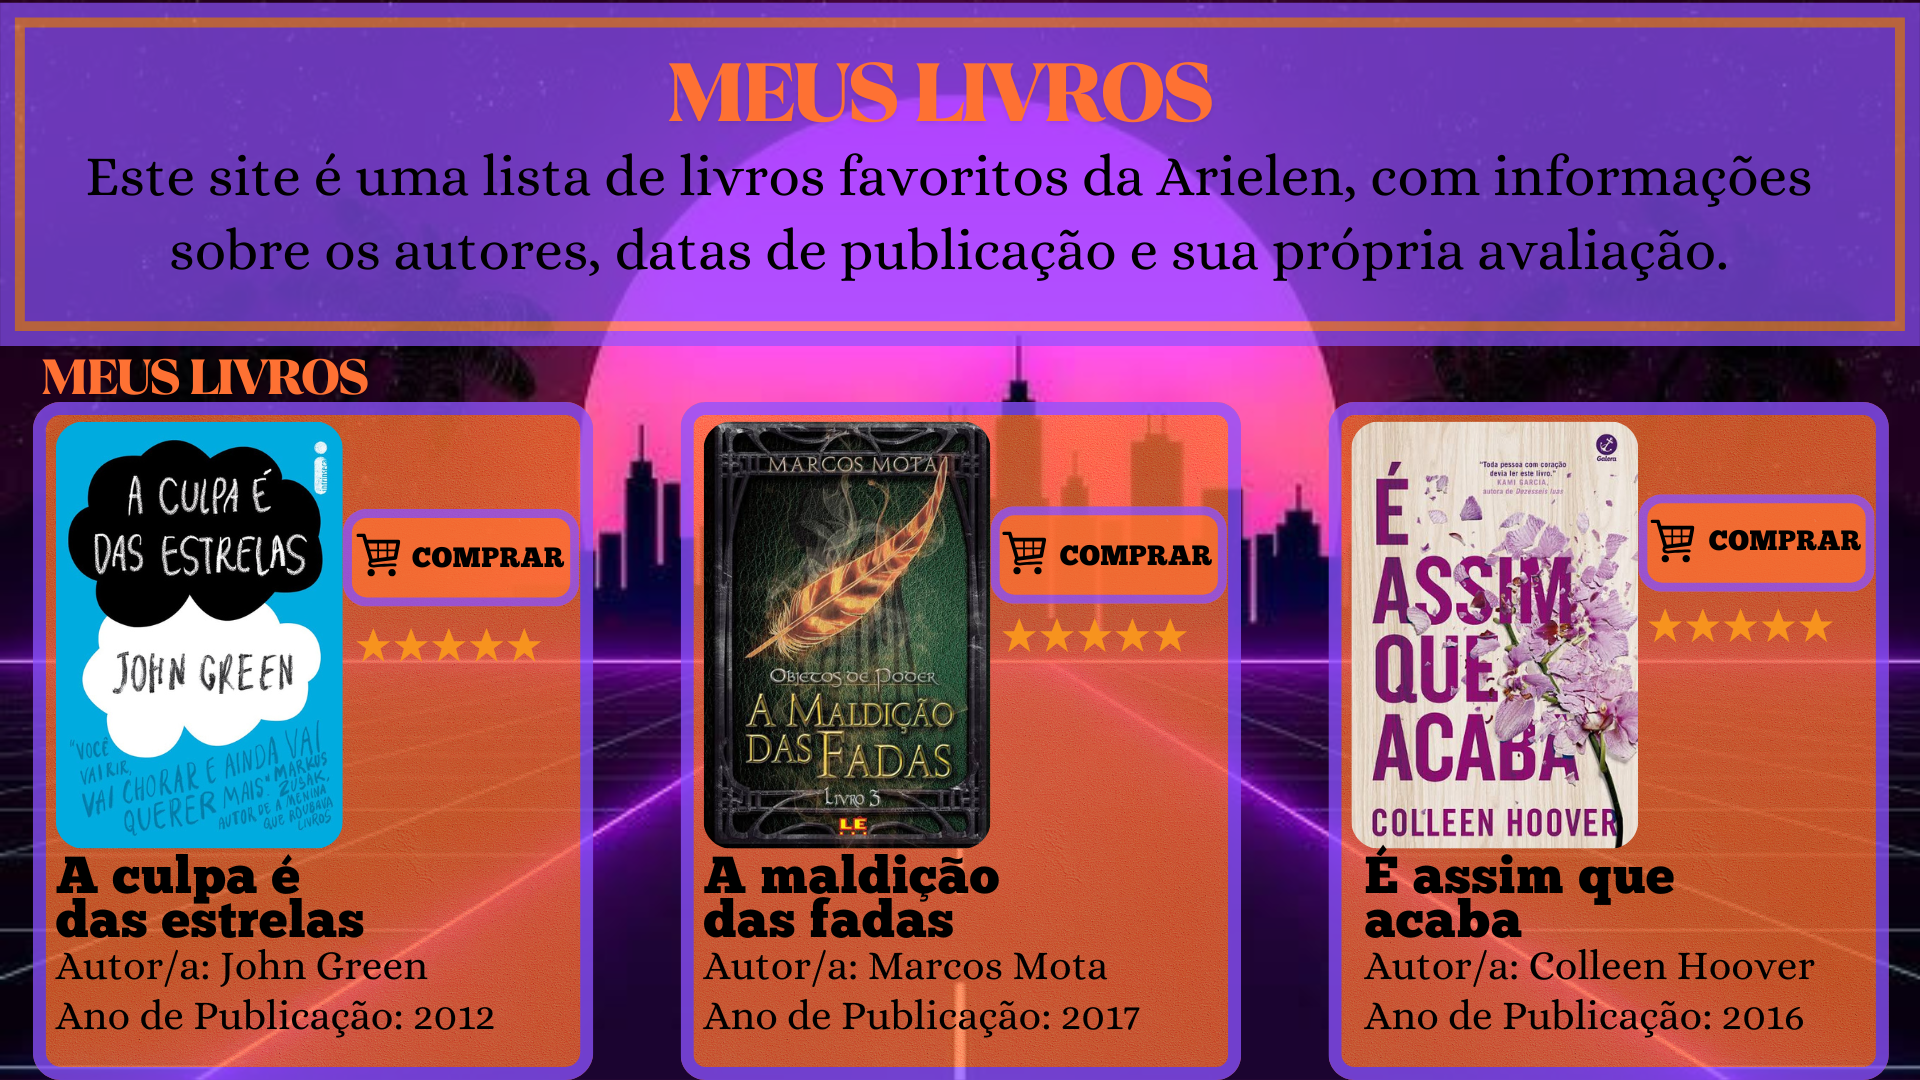 MEUS LIVROS
Este site é uma lista de livros favoritos da Arielen, com informações
sobre os autores, datas de publicação e sua própria avaliação.
MEUS LIVROS
A CULPA É
DAS ESTRELAS
JOHN GREEN
"VOCÊ
VAI RIR,
VAI CHORAR E AINDA VAI
QUERER MAIS." MARKUS
ZUSAK,
AUTOR DE A MENINA
QUE ROUBAVA
LIVROS
intrínseca
COMPRAR
A culpa é
das estrelas
Autor/a: John Green
Ano de Publicação: 2012
MARCOS MOTA
Objetos de Poder
A MALDIÇÃO
DAS FADAS
Livro 3
LÊ
COMPRAR
A maldição
das fadas
Autor/a: Marcos Mota
Ano de Publicação: 2017
Galera
"Toda pessoa com coração
devia ler este livro."
KAMI GARCIA,
autora de Dezesseis luas
É
ASSIM
QUE
ACABA
COLLEEN HOOVER
COMPRAR
É assim que
acaba
Autor/a: Colleen Hoover
Ano de Publicação: 2016